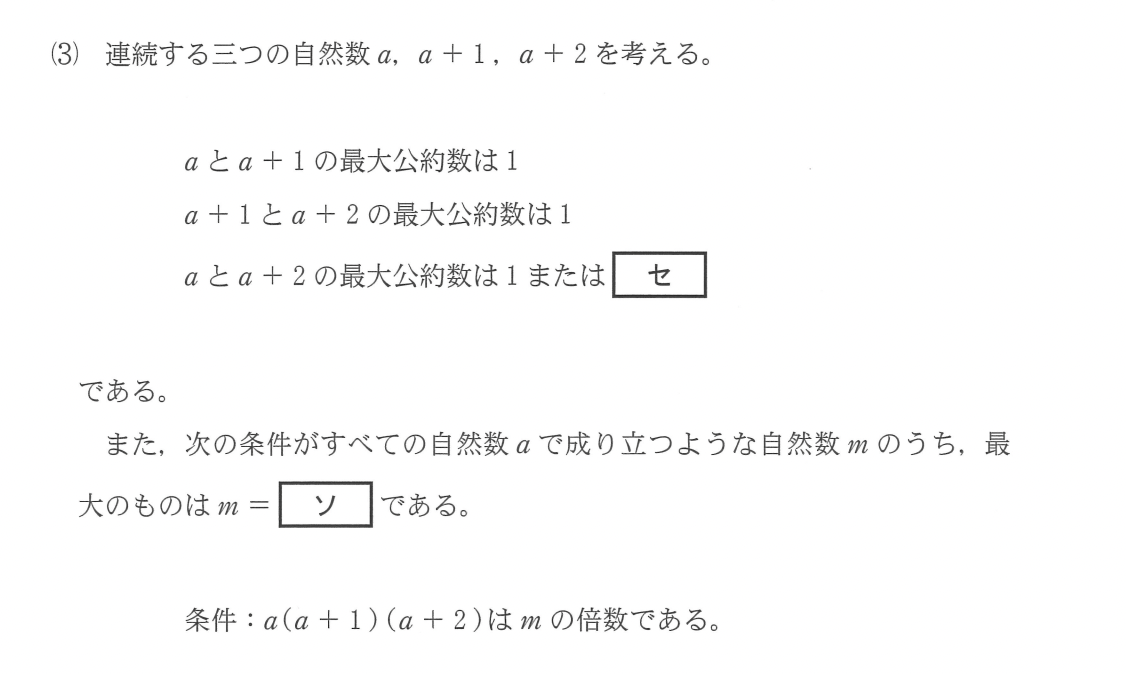 ⑶ 連続する三つの自然数 a，a + 1，a + 2 を考える。
a と a + 1 の最大公約数は 1
a + 1 と a + 2 の最大公約数は 1
a と a + 2 の最大公約数は 1 または セ
である。
また，次の条件がすべての自然数 a で成り立つような自然数 m のうち，最
大のものは m = ソ である。
条件：a(a + 1)(a + 2)は m の倍数である。